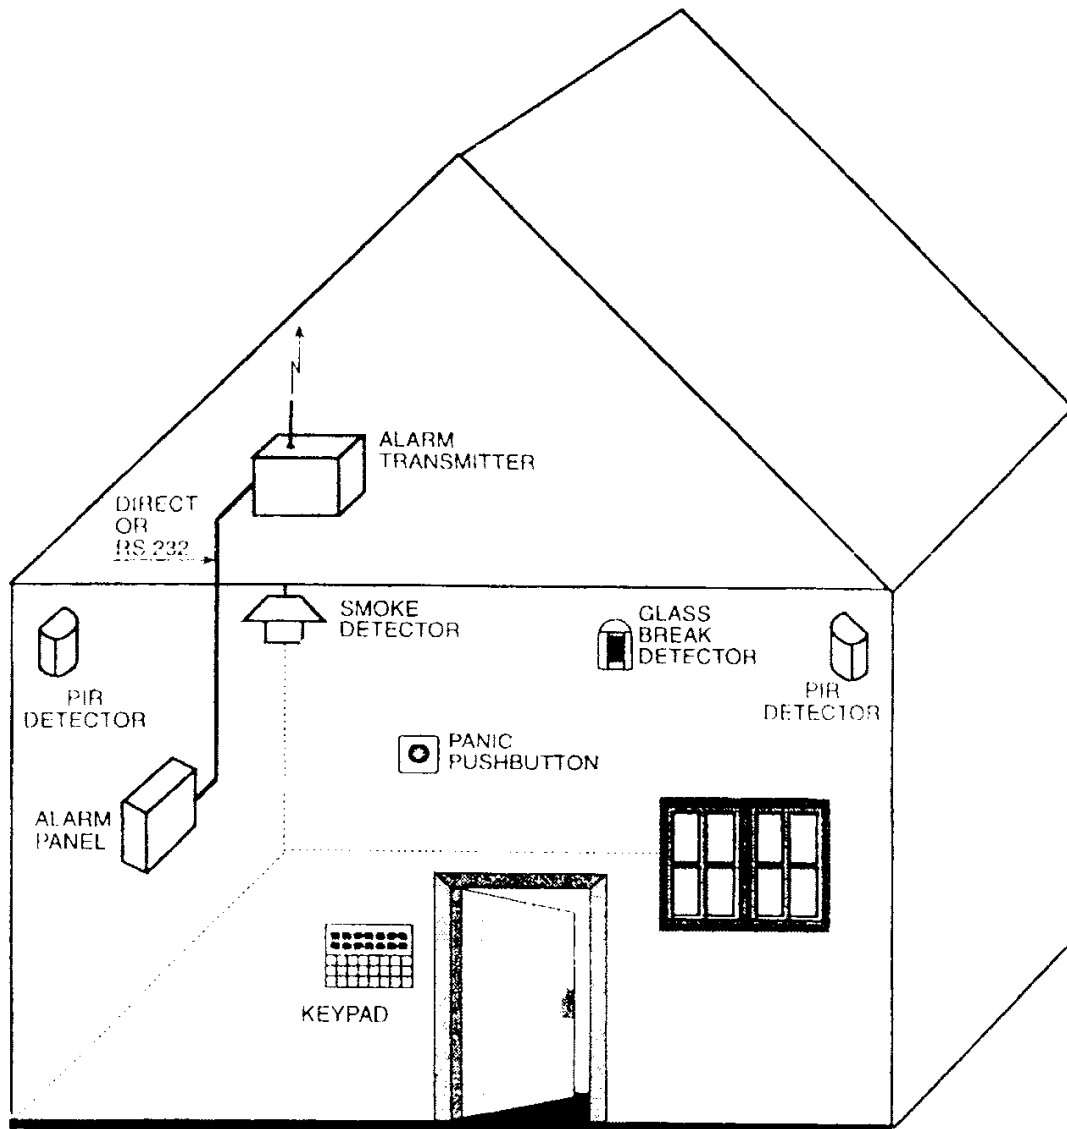 ALARM
TRANSMITTER
DIRECT
OR
RS 232
SMOKE
DETECTOR
GLASS
BREAK
DETECTOR
PIR
DETECTOR
PIR
DETECTOR
PANIC
PUSHBUTTON
ALARM
PANEL
KEYPAD